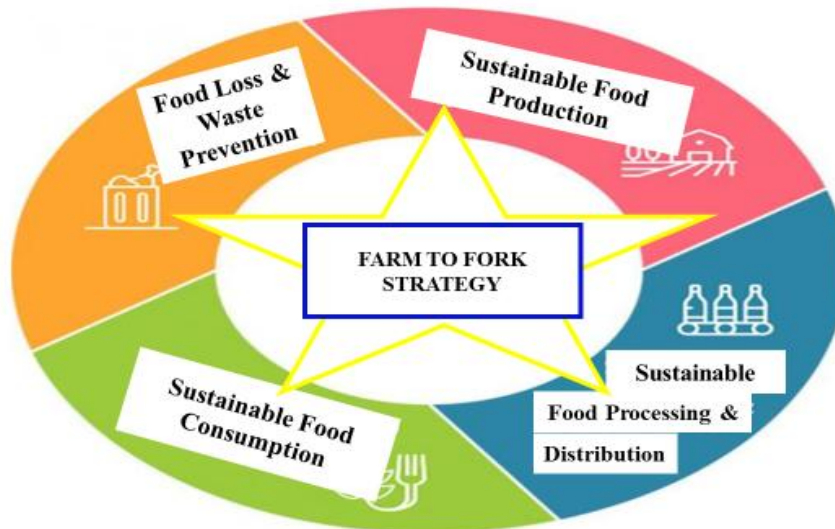 Food Loss &
Waste
Prevention
Sustainable Food
Production
FARM TO FORK
STRATEGY
Sustainable Food
Consumption
Sustainable
Food Processing &
Distribution